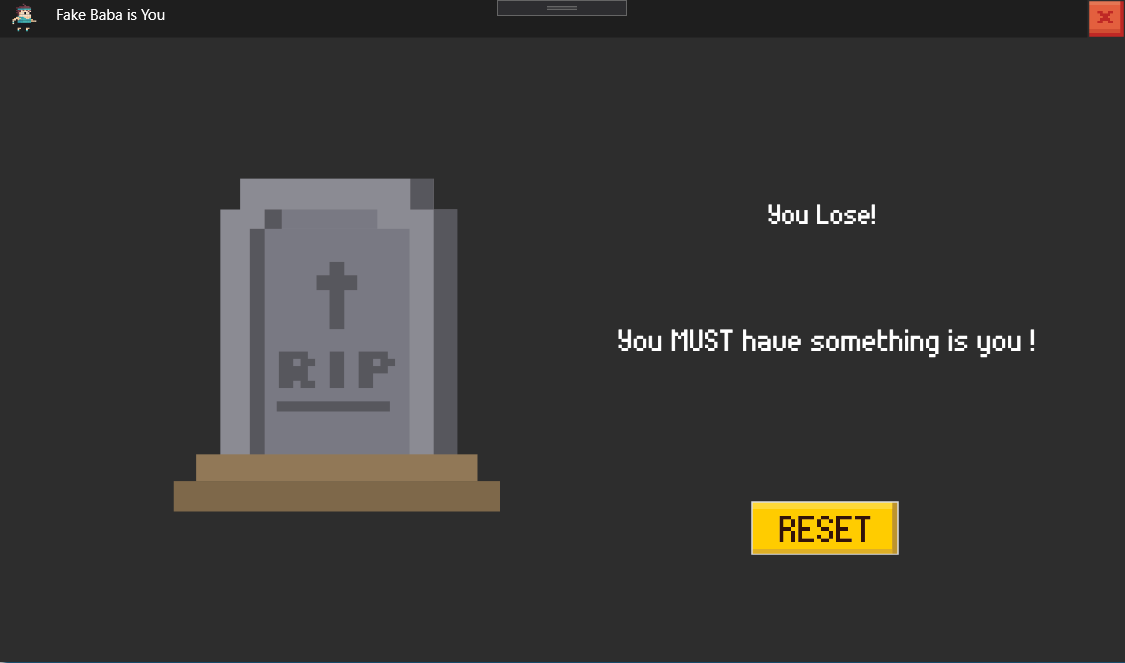 Fake Baba is You
You Lose!
RIP
You MUST have something is you !
RESET